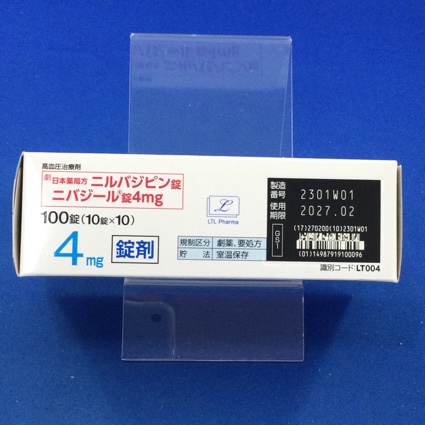 高血圧治療剤
劇 日本薬局方 ニルバジピン錠
ニバジール®錠4mg
100錠(10錠×10)
4mg 錠剤
L
LTL Pharma
規制区分 劇薬、要処方
貯法 室温保存
製造番号 2301W01
使用期限 2027.02
GS1
(17)270200(10)2301W01
(01)14987919100096
識別コード:LT004